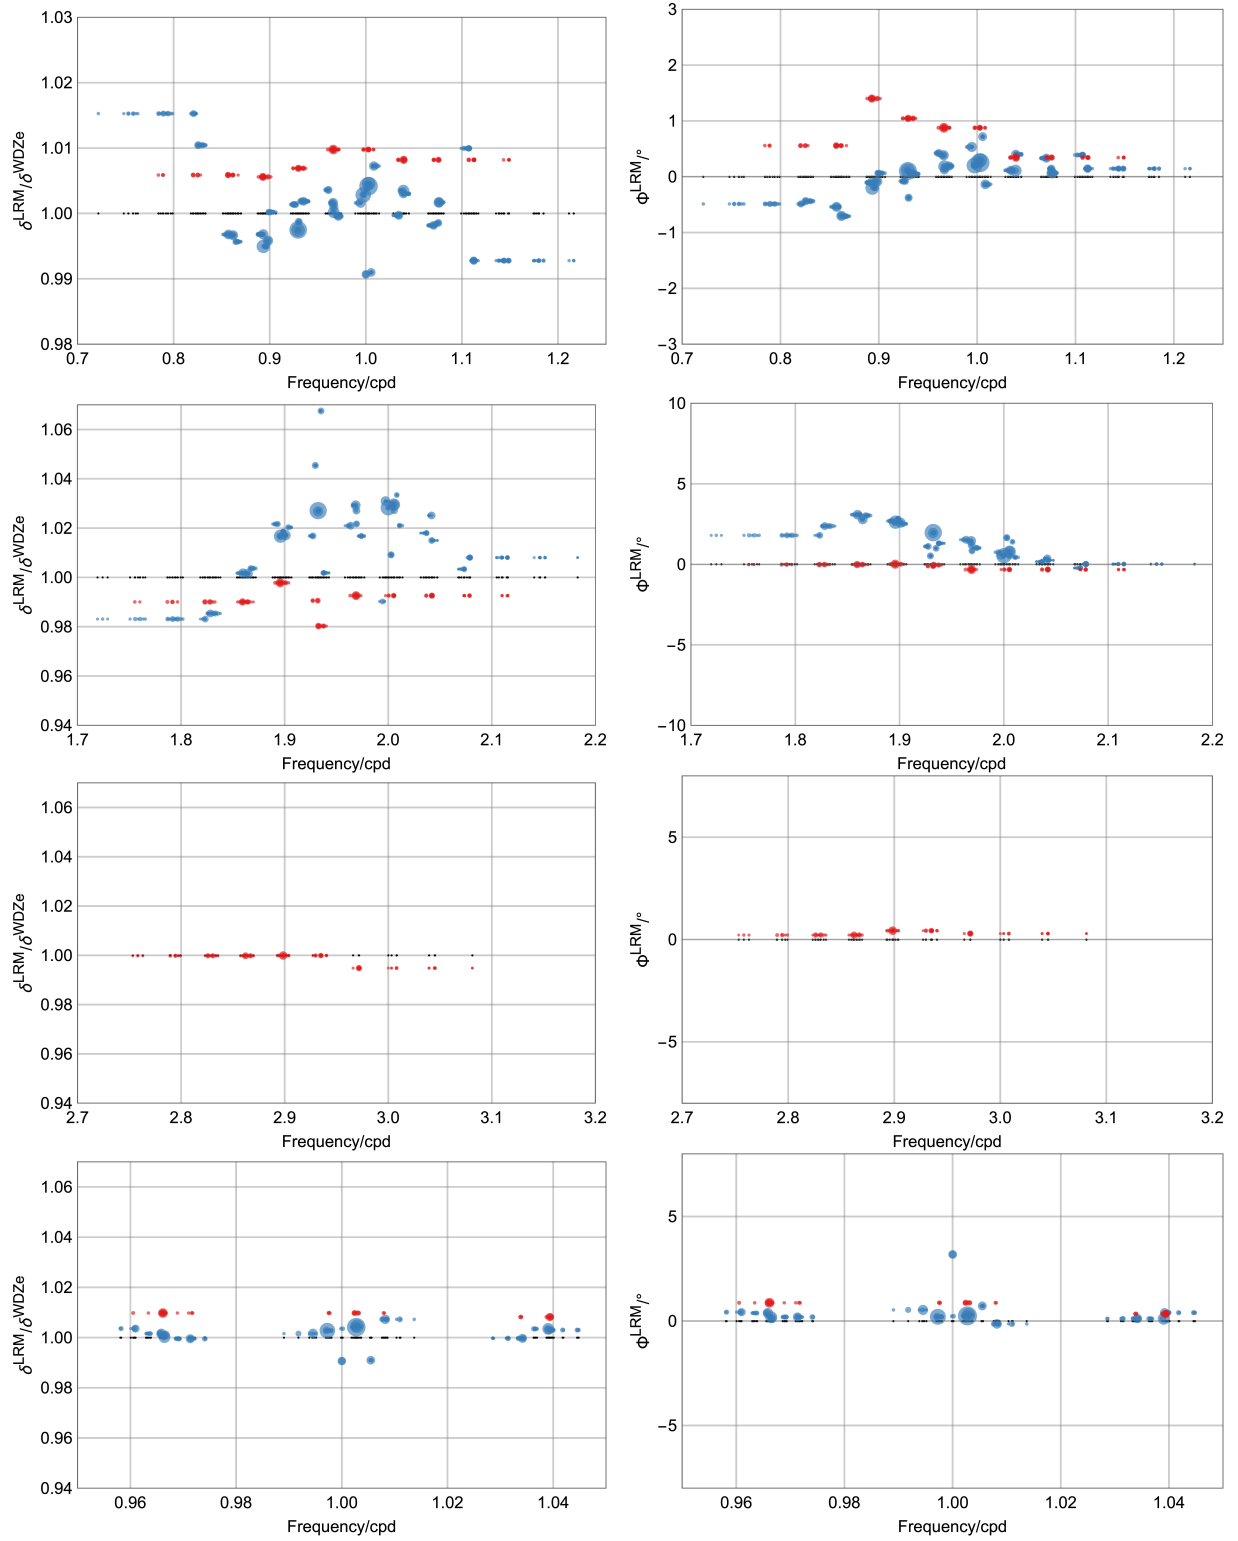 1.03
1.02
1.01
1.00
0.99
0.98
0.7 0.8 0.9 1.0 1.1 1.2
Frequency/cpd
δLRM/δWDZe
3
2
1
0
−1
−2
−3
0.7 0.8 0.9 1.0 1.1 1.2
Frequency/cpd
ΦLRM/°
1.06
1.04
1.02
1.00
0.98
0.96
0.94
1.7 1.8 1.9 2.0 2.1 2.2
Frequency/cpd
δLRM/δWDZe
10
5
0
−5
−10
1.7 1.8 1.9 2.0 2.1 2.2
Frequency/cpd
ΦLRM/°
1.06
1.04
1.02
1.00
0.98
0.96
0.94
2.7 2.8 2.9 3.0 3.1 3.2
Frequency/cpd
δLRM/δWDZe
5
0
−5
2.7 2.8 2.9 3.0 3.1 3.2
Frequency/cpd
ΦLRM/°
1.06
1.04
1.02
1.00
0.98
0.96
0.94
0.96 0.98 1.00 1.02 1.04
Frequency/cpd
δLRM/δWDZe
5
0
−5
0.96 0.98 1.00 1.02 1.04
Frequency/cpd
ΦLRM/°